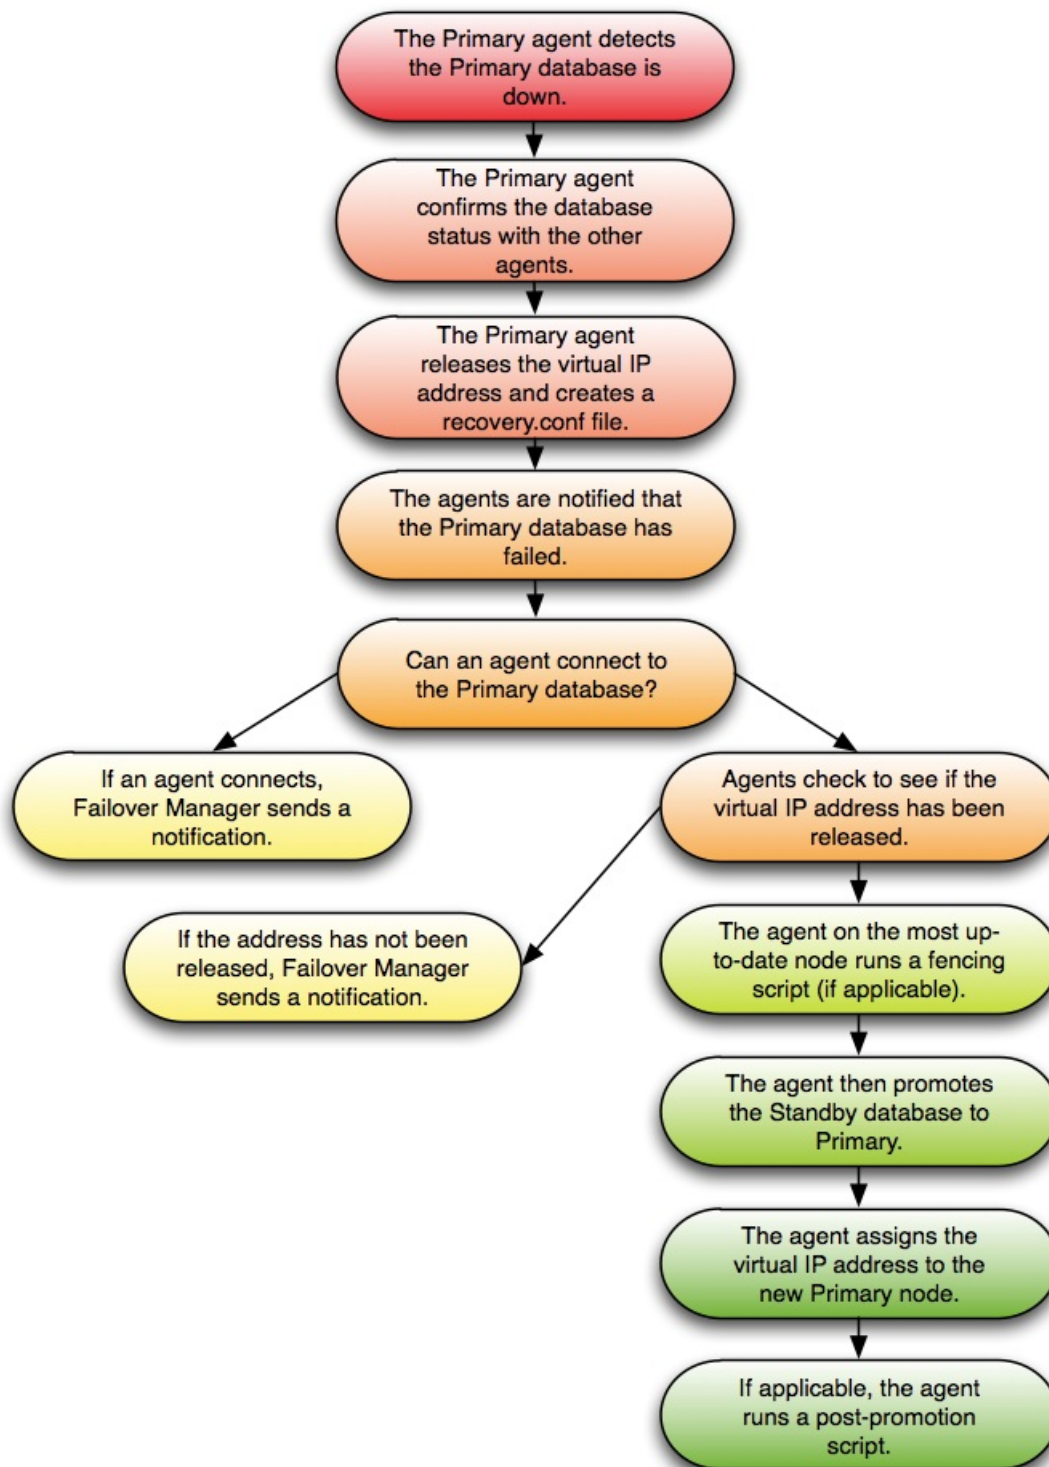 The Primary agent detects
the Primary database is
down.
The Primary agent
confirms the database
status with the other
agents.
The Primary agent
releases the virtual IP
address and creates a
recovery.conf file.
The agents are notified that
the Primary database has
failed.
Can an agent connect to
the Primary database?
If an agent connects,
Failover Manager sends a
notification.
Agents check to see if the
virtual IP address has been
released.
If the address has not been
released, Failover Manager
sends a notification.
The agent on the most up-
to-date node runs a fencing
script (if applicable).
The agent then promotes
the Standby database to
Primary.
The agent assigns the
virtual IP address to the
new Primary node.
If applicable, the agent
runs a post-promotion
script.